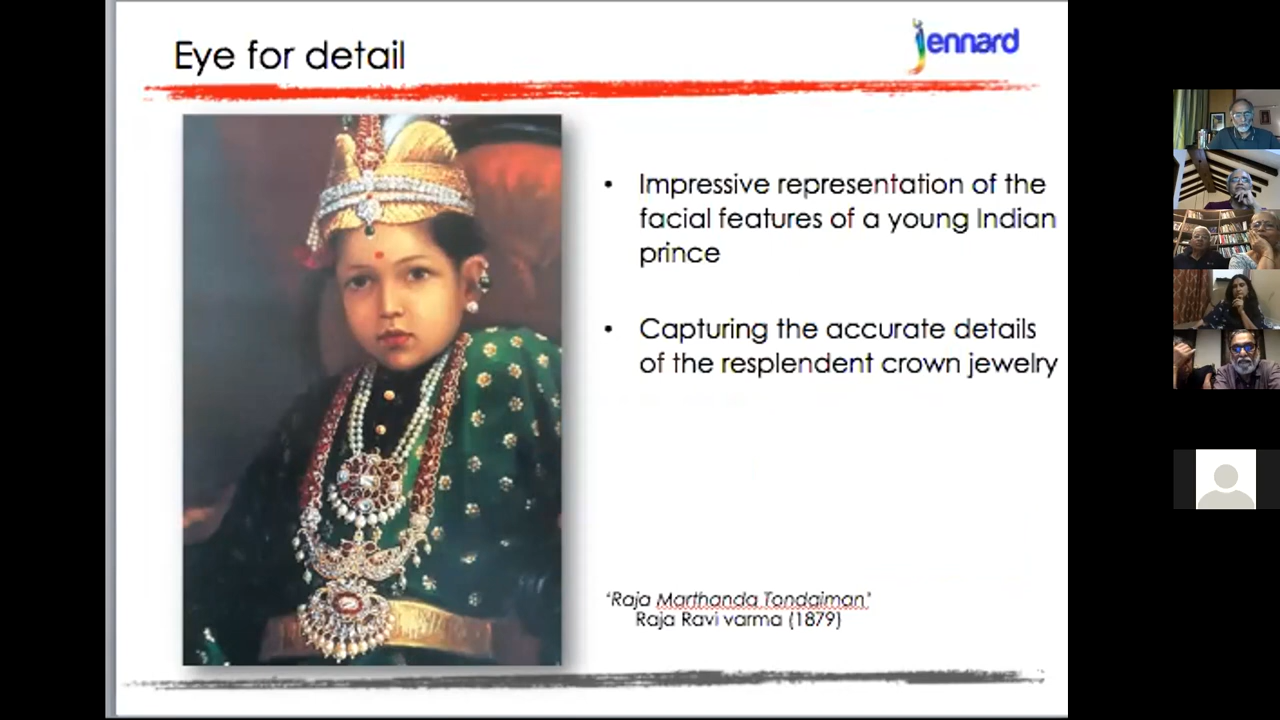 Eye for detail
jennard
• Impressive representation of the
facial features of a young Indian
prince
• Capturing the accurate details
of the resplendent crown jewelry
‘Raja Marthanda Tondaiman’
Raja Ravi varma (1879)